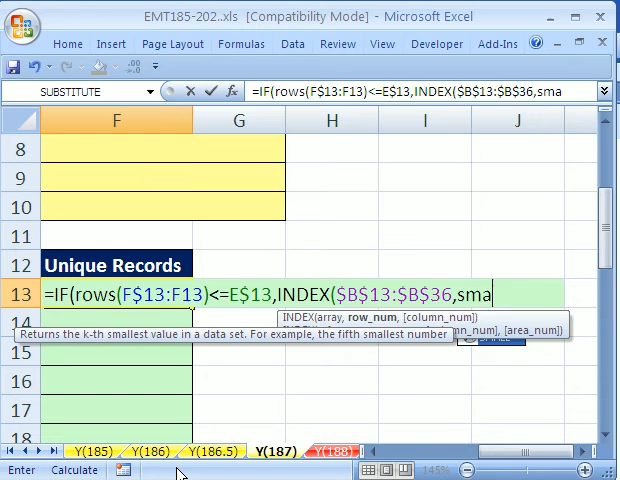 EMT185-202..xls [Compatibility Mode] - Microsoft Excel
Home Insert Page Layout Formulas Data Review View Developer Add-Ins
SUBSTITUTE =IF(rows(F$13:F13)<=E$13,INDEX($B$13:$B$36,sma
F G H I J
8
9
10
11
12 Unique Records
13 =IF(rows(F$13:F13)<=E$13,INDEX($B$13:$B$36,sma
INDEX(array, row_num, [column_num])
14
Returns the k-th smallest value in a data set. For example, the fifth smallest number
[area_num])
15 SMALL
16
17
18
Y(185) Y(186) Y(186.5) Y(187) Y(188)
Enter Calculate 145%